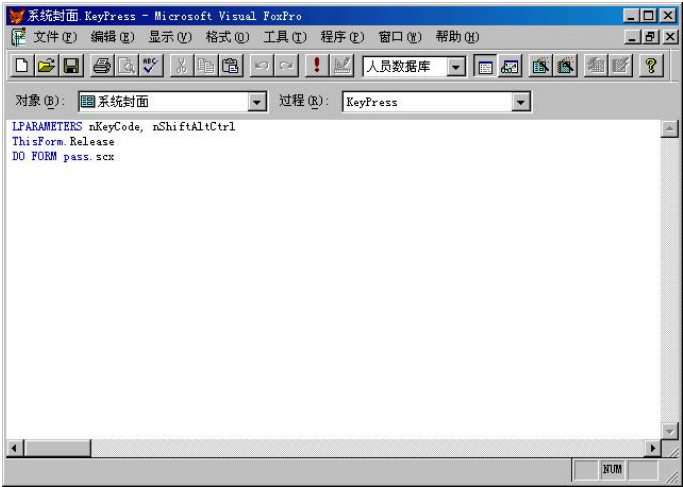 系统封面.KeyPress - Microsoft Visual FoxPro
文件(F) 编辑(E) 显示(V) 格式(O) 工具(T) 程序(P) 窗口(W) 帮助(H)
ABC 人员数据库
对象(B): 系统封面 过程(R): KeyPress
LPARAMETERS nKeyCode, nShiftAltCtrl
ThisForm.Release
DO FORM pass.scx
NUM